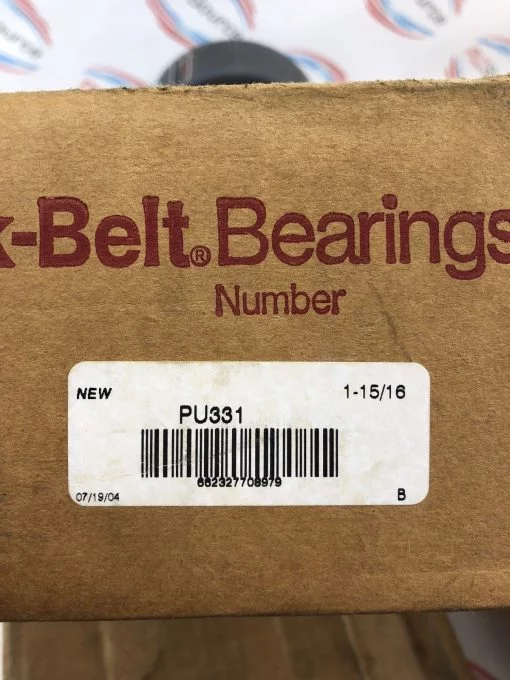 k-Belt® Bearings
Number
NEW
1-15/16
PU331
662327708979
07/19/04
B